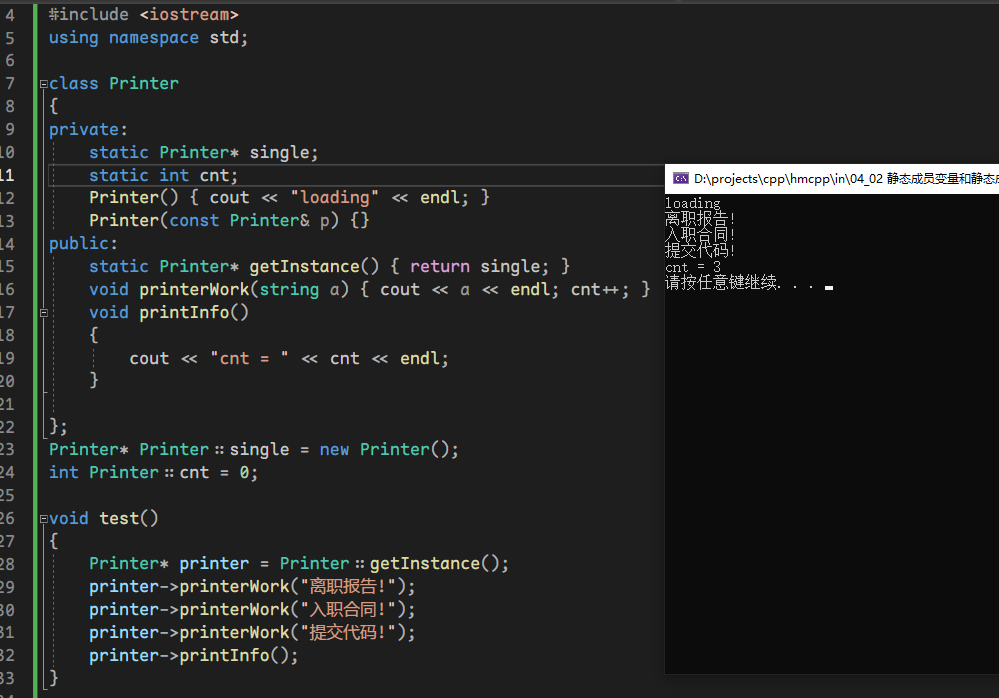 4 #include <iostream>
5 using namespace std;
6
7 class Printer
8 {
9 private:
10 static Printer* single;
11 static int cnt;
12 Printer() { cout << "loading" << endl; }
13 Printer(const Printer& p) {}
14 public:
15 static Printer* getInstance() { return single; }
16 void printerWork(string a) { cout << a << endl; cnt++; }
17 void printInfo()
18 {
19 cout << "cnt = " << cnt << endl;
20 }
21
22 };
23 Printer* Printer::single = new Printer();
24 int Printer::cnt = 0;
25
26 void test()
27 {
28 Printer* printer = Printer::getInstance();
29 printer->printerWork("离职报告!");
30 printer->printerWork("入职合同!");
31 printer->printerWork("提交代码!");
32 printer->printInfo();
33 }
D:\projects\cpp\hmcpp\in\04_02 静态成员变量和静态成
loading
离职报告!
入职合同!
提交代码!
cnt = 3
请按任意键继续. . .